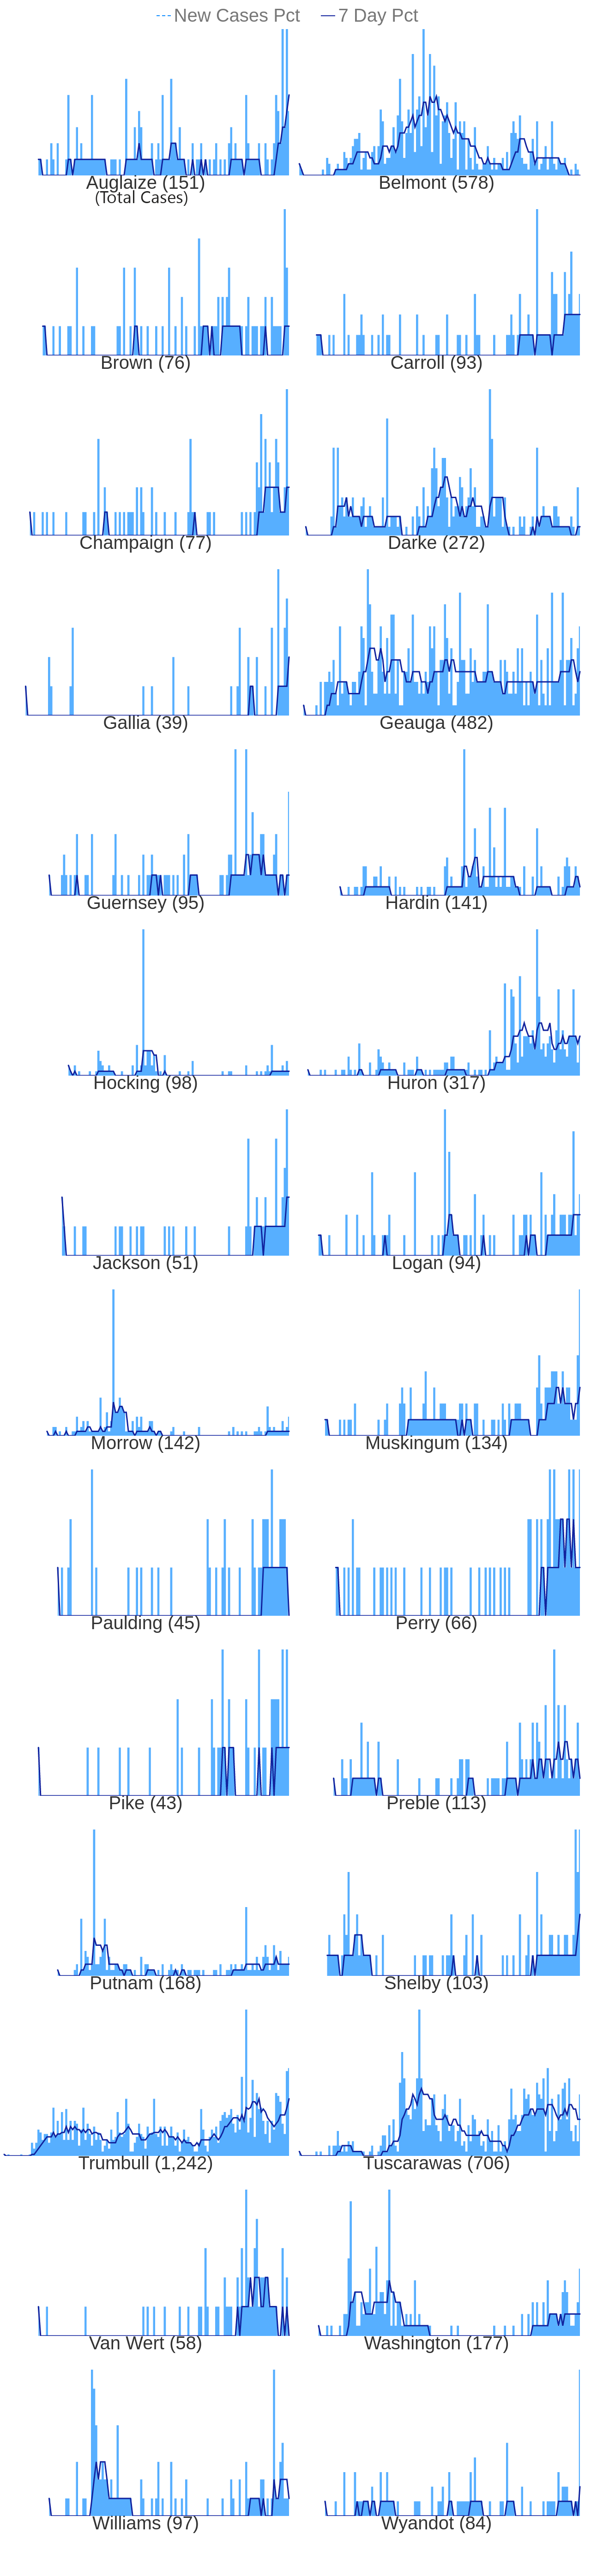 New Cases Pct 7 Day Pct
Auglaize (151) Belmont (578)
(Total Cases)
Brown (76) Carroll (93)
Champaign (77) Darke (272)
Gallia (39) Geauga (482)
Guernsey (95) Hardin (141)
Hocking (98) Huron (317)
Jackson (51) Logan (94)
Morrow (142) Muskingum (134)
Paulding (45) Perry (66)
Pike (43) Preble (113)
Putnam (168) Shelby (103)
Trumbull (1,242) Tuscarawas (706)
Van Wert (58) Washington (177)
Williams (97) Wyandot (84)